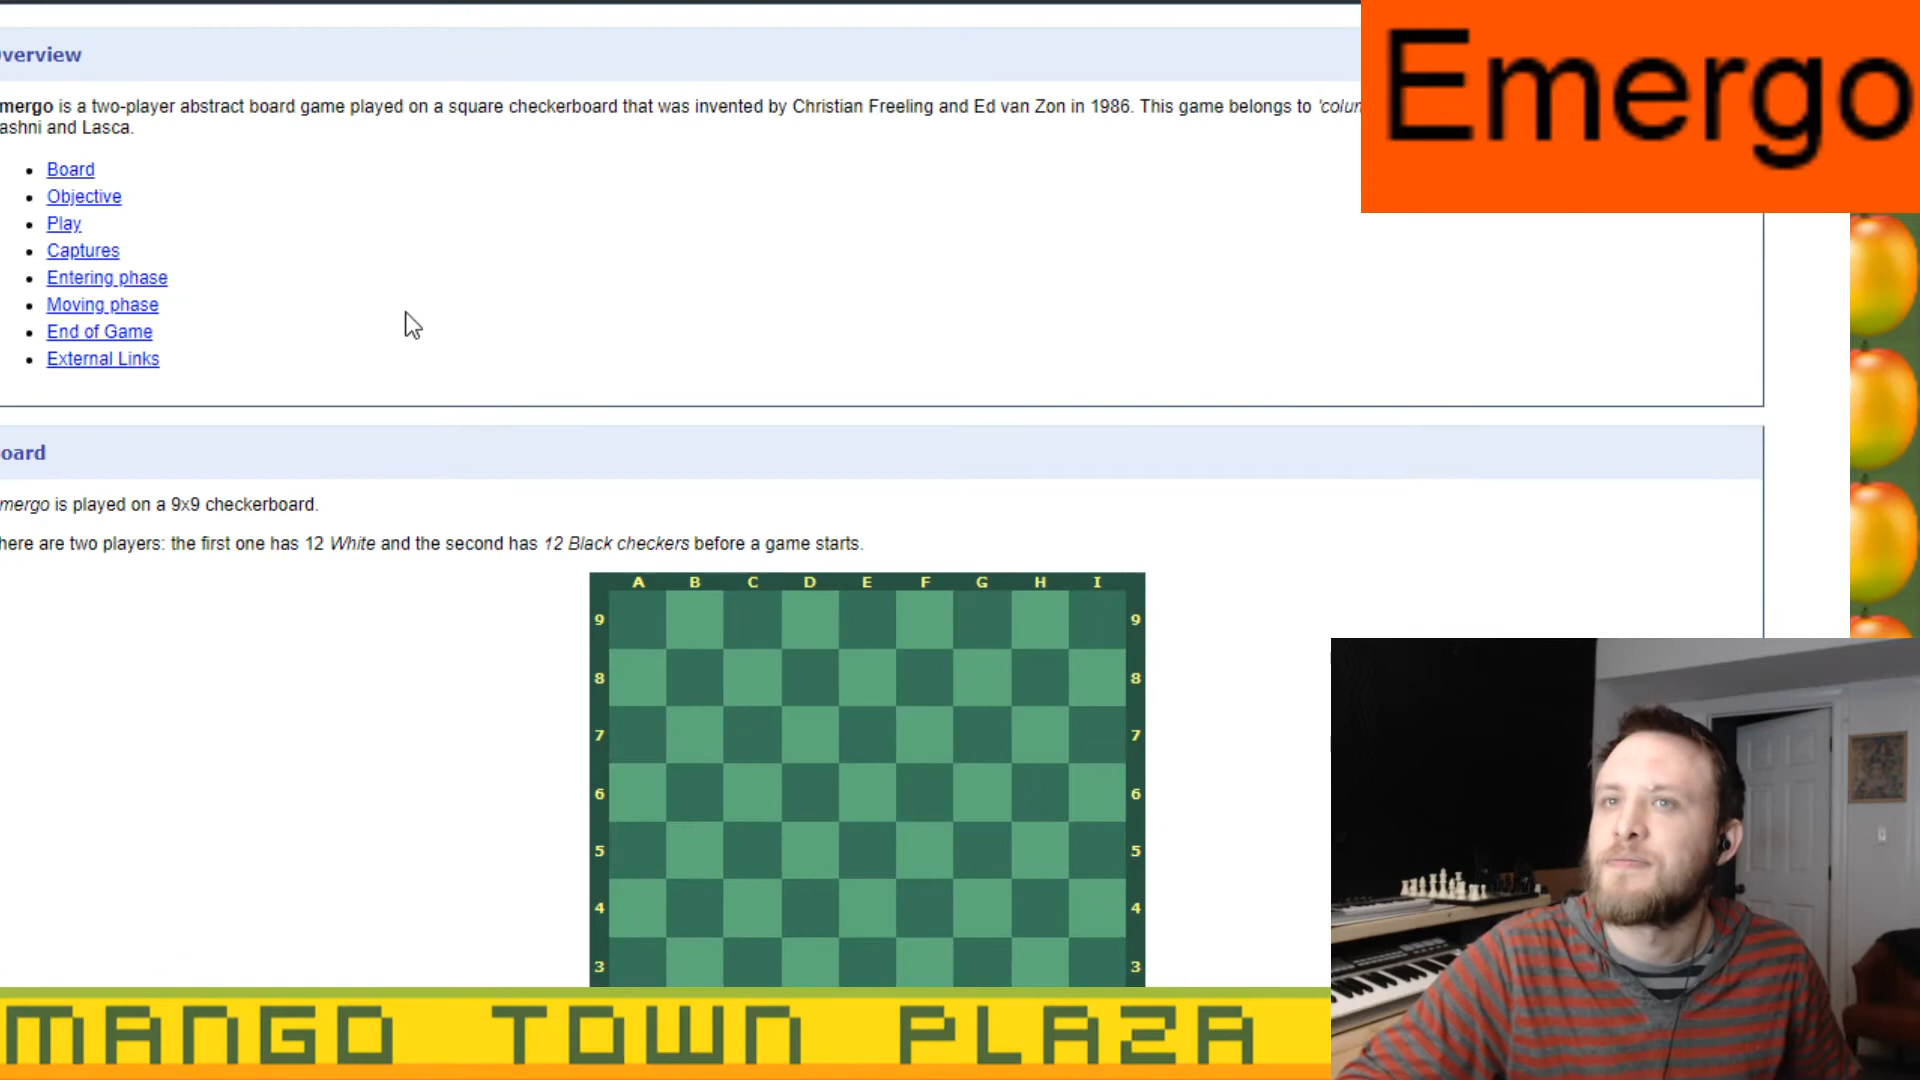 verview
Emergo
mergo is a two-player abstract board game played on a square checkerboard that was invented by Christian Freeling and Ed van Zon in 1986. This game belongs to 'colum
ashni and Lasca.
Board
Objective
Play
Captures
Entering phase
Moving phase
End of Game
External Links
oard
mergo is played on a 9x9 checkerboard.
here are two players: the first one has 12 White and the second has 12 Black checkers before a game starts.
A B C D E F G H I
9 9
8 8
7 7
6 6
5 5
4 4
3 3
MANGO TOWN PLAZA